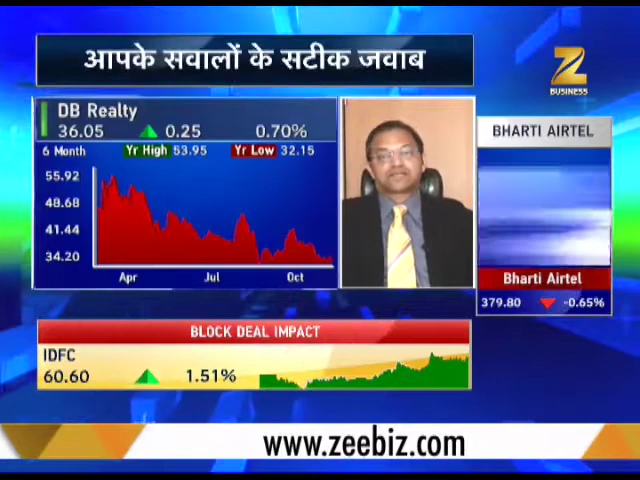 आपके सवालों के सटीक जवाब
Z
BUSINESS
DB Realty
36.05 0.25 0.70%
6 Month Yr High 53.95 Yr Low 32.15
55.92
48.68
41.44
34.20
Apr Jul Oct
BHARTI AIRTEL
Bharti Airtel
379.80 -0.65%
BLOCK DEAL IMPACT
IDFC
60.60 1.51%
www.zeebiz.com